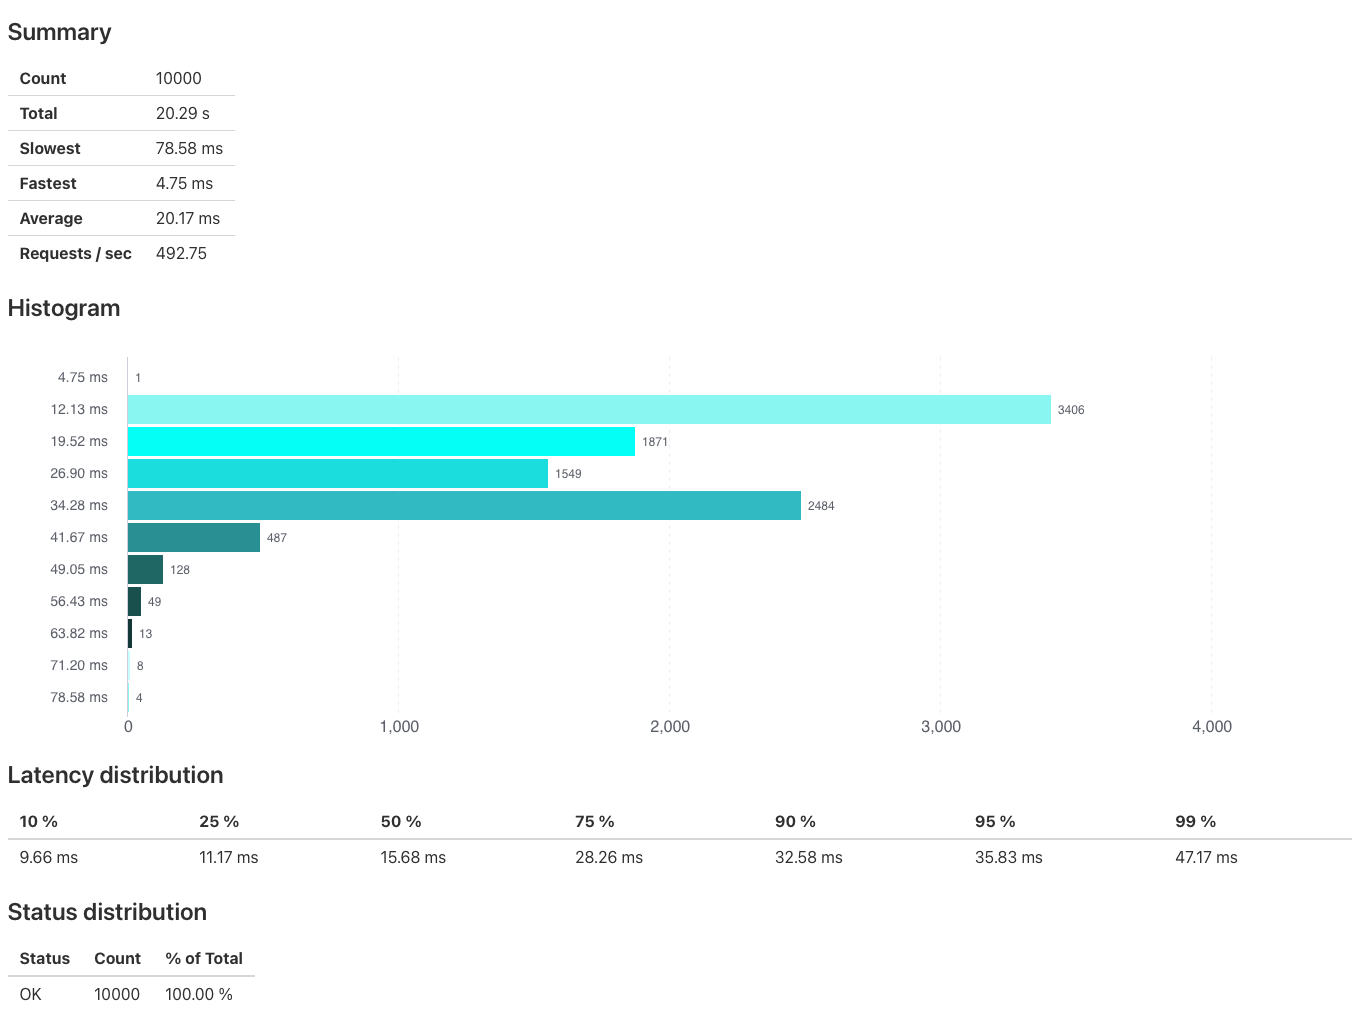 Summary
Count 10000
Total 20.29 s
Slowest 78.58 ms
Fastest 4.75 ms
Average 20.17 ms
Requests / sec 492.75
Histogram
4.75 ms 1
12.13 ms 3406
19.52 ms 1871
26.90 ms 1549
34.28 ms 2484
41.67 ms 487
49.05 ms 128
56.43 ms 49
63.82 ms 13
71.20 ms 8
78.58 ms 4
0 1,000 2,000 3,000 4,000
Latency distribution
10 % 25 % 50 % 75 % 90 % 95 % 99 %
9.66 ms 11.17 ms 15.68 ms 28.26 ms 32.58 ms 35.83 ms 47.17 ms
Status distribution
Status Count % of Total
OK 10000 100.00 %